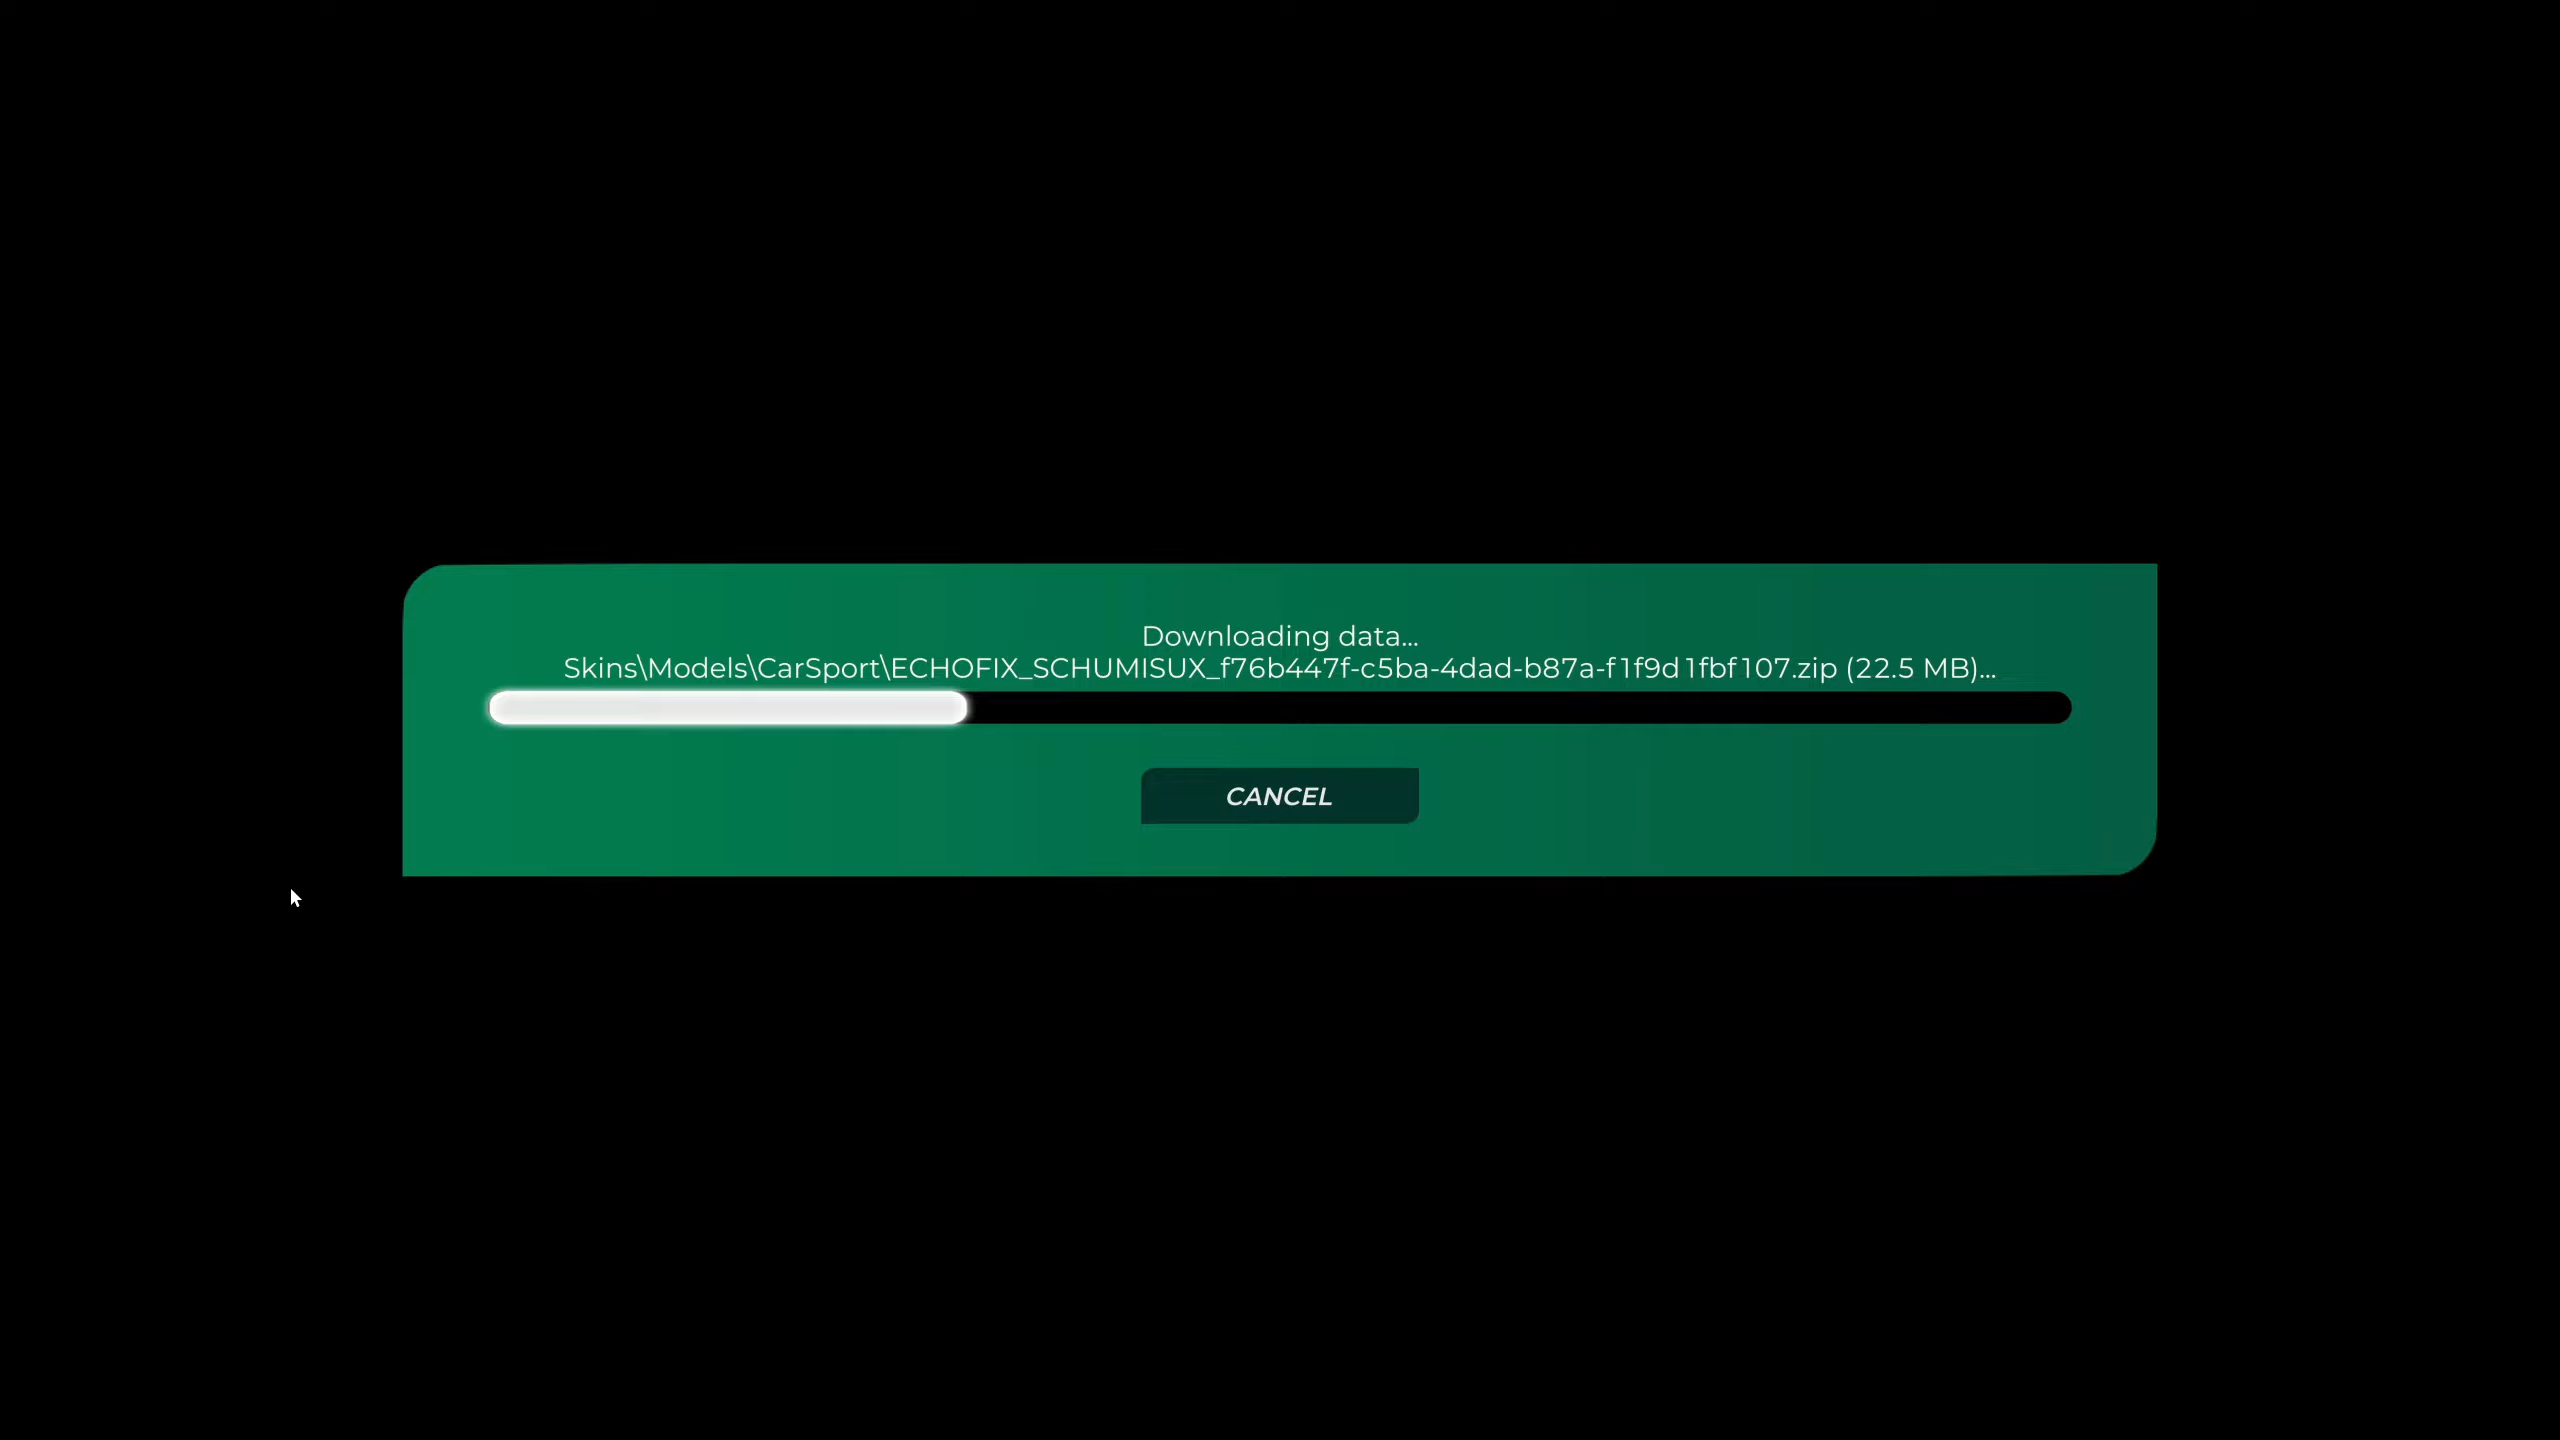 Downloading data...
Skins\Models\CarSport\ECHOFIX_SCHUMISUX_f76b447f-c5ba-4dad-b87a-f1f9d1fbf107.zip (22.5 MB)...
CANCEL